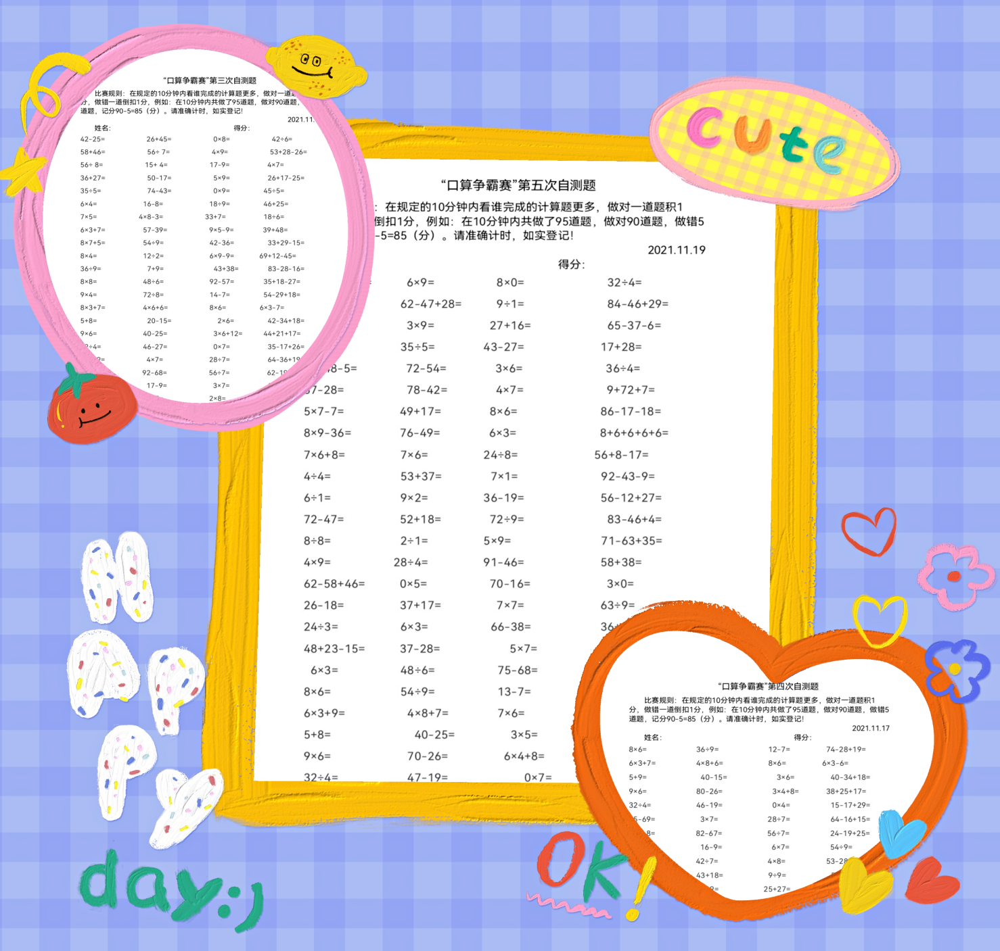 “口算争霸赛”第三次自测题
比赛规则：在规定的10分钟内看谁完成的计算题更多，做对一道
分，做错一道倒扣1分，例如：在10分钟内共做了95道题，做对90道题，
道题，记分90-5=85（分）。请准确计时，如实登记！
2021.11.
姓名： 得分：
42-25= 26+45= 0×8= 42÷6=
58+46= 56÷ 7= 4×9= 53+28-26=
56÷ 8= 15+ 4= 17-9= 4×7=
36+27= 50-17= 5×9= 26+17-25=
35÷5= 74-43= 0×9= 45÷5=
6×4= 16-8= 18÷9= 46+25=
7×5= 4×8-3= 33+7= 18÷6=
6×3+7= 57-39= 9×5-9= 39+48=
8×7+5= 54÷9= 42-36= 33+29-15=
8×4= 12÷2= 6×9-9= 69+12-45=
36÷9= 7+9= 43+38= 83-28-16=
8×8= 48÷6= 92-57= 35+18-27=
9×4= 72÷8= 14-7= 54-29+18=
8×3+7= 4×6+6= 8×6= 6×3-7=
5+8= 20-15= 2×6= 42-34+18=
9×6= 40-25= 3×6+12= 44+21+17=
÷4= 46-27= 0×7= 35-17+26=
4×7= 28÷7= 64-36+19
92-68= 56÷7=
17-9= 3×7=
2×8=
cute
“口算争霸赛”第五次自测题
：在规定的10分钟内看谁完成的计算题更多，做对一道题积1
倒扣1分，例如：在10分钟内共做了95道题，做对90道题，做错5
-5=85（分）。请准确计时，如实登记！
2021.11.19
得分：
6×9= 8×0= 32÷4=
62-47+28= 9÷1= 84-46+29=
3×9= 27+16= 65-37-6=
35÷5= 43-27= 17+28=
8-5= 72-54= 3×6= 36÷4=
7-28= 78-42= 4×7= 9+72+7=
5×7-7= 49+17= 8×6= 86-17-18=
8×9-36= 76-49= 6×3= 8+6+6+6+6=
7×6+8= 7×6= 24÷8= 56+8-17=
4÷4= 53+37= 7×1= 92-43-9=
6÷1= 9×2= 36-19= 56-12+27=
72-47= 52+18= 72÷9= 83-46+4=
8÷8= 2÷1= 5×9= 71-63+35=
4×9= 28÷4= 91-46= 58+38=
62-58+46= 0×5= 70-16= 3×0=
26-18= 37+17= 7×7= 63÷9=
24÷3= 6×3= 66-38= 36
48+23-15= 37-28= 5×7=
6×3= 48÷6= 75-68=
8×6= 54÷9= 13-7=
6×3+9= 4×8+7= 7×6=
5+8= 40-25= 3×5=
9×6= 70-26= 6×4+8=
32÷4= 47-19= 0×7=
“口算争霸赛”第四次自测题
比赛规则：在规定的10分钟内看谁完成的计算题更多，做对一道题积1
分，做错一道倒扣1分，例如：在10分钟内共做了95道题，做对90道题，做错5
道题，记分90-5=85（分）。请准确计时，如实登记！
2021.11.17
姓名： 得分：
8×6= 36÷9= 12-7= 74-28+19=
6×3+7= 4×8+6= 8×6= 6×3-6=
5+9= 40-15= 3×6= 40-34+18=
9×6= 80-26= 3×4+8= 38+25+17=
32÷4= 46-19= 0×4= 15-17+29=
5-69= 3×7= 28÷7= 64-16+15=
8= 82-67= 56÷7= 24-19+25=
16-9= 6×7= 54÷9=
42÷7= 4×8= 53-28
43+18= 9÷9=
9= 25+27=
HAPPY
day:)
OK!